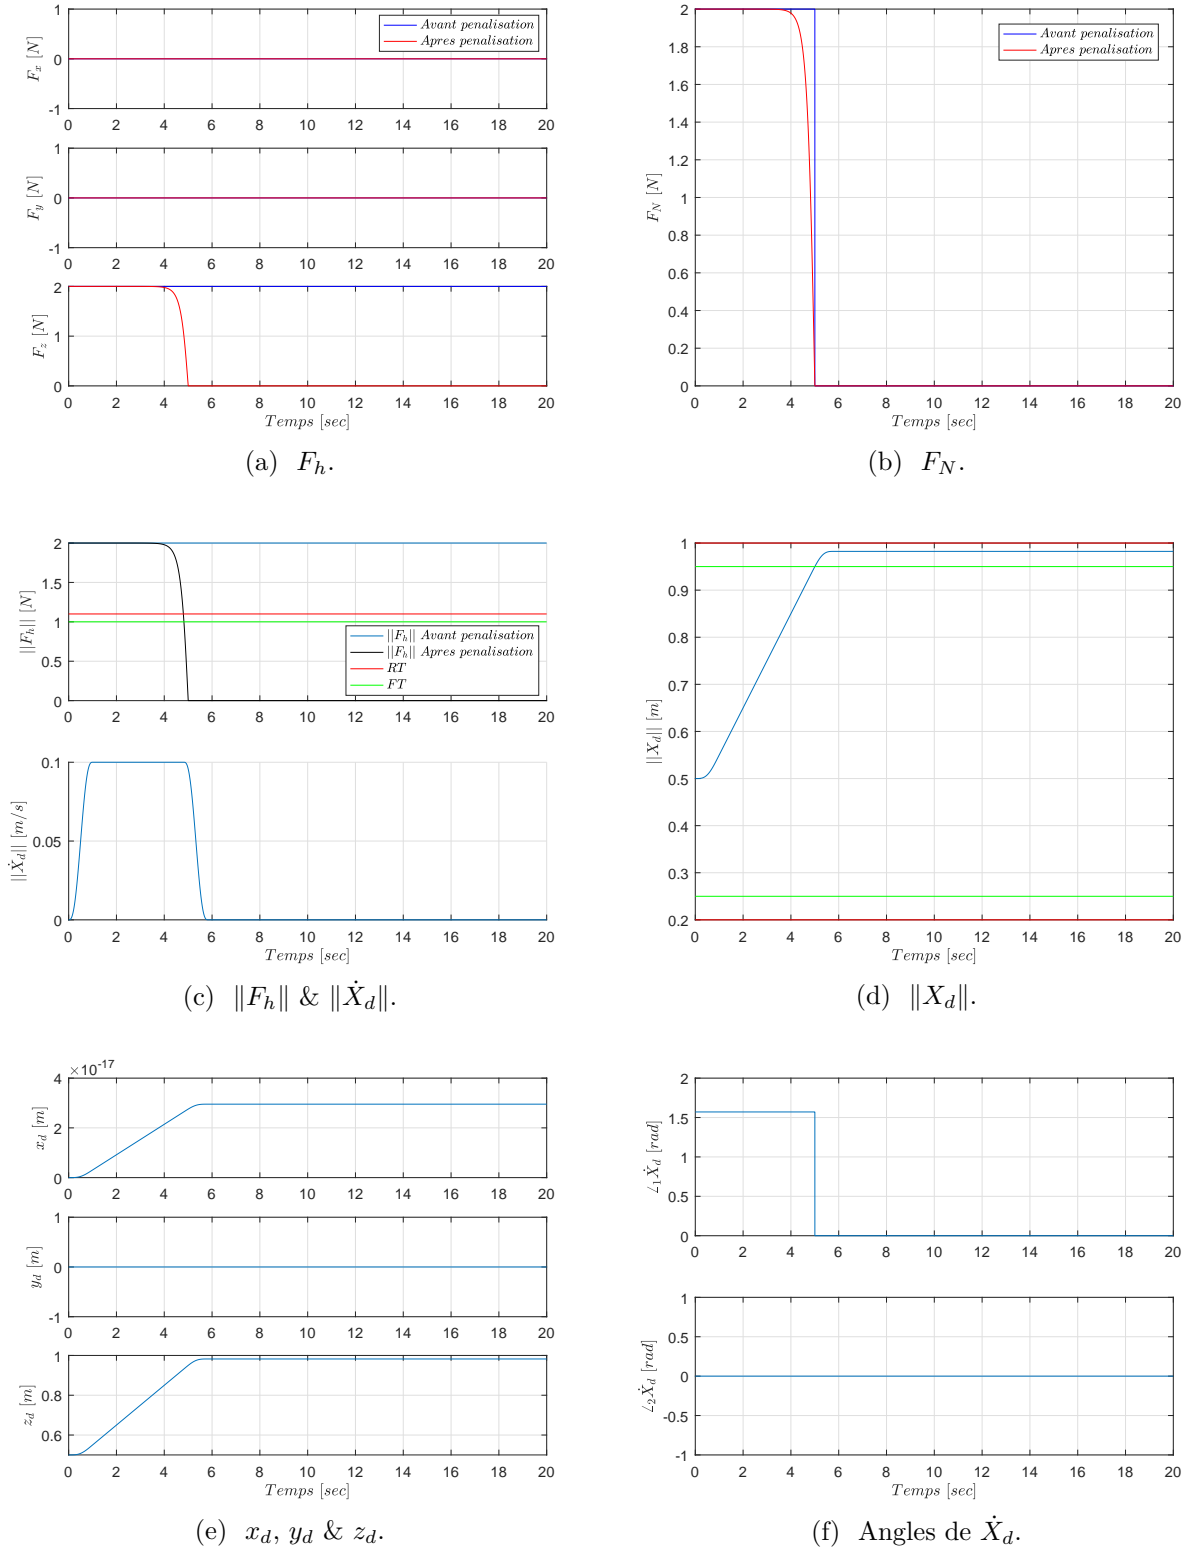 1
0
-1
F_x [N]
Avant penalisation
Apres penalisation
0 2 4 6 8 10 12 14 16 18 20
1
0
-1
F_y [N]
0 2 4 6 8 10 12 14 16 18 20
2
1
0
F_z [N]
0 2 4 6 8 10 12 14 16 18 20
Temps [sec]
(a) F_h.
2
1.8
1.6
1.4
1.2
1
0.8
0.6
0.4
0.2
0
F_N [N]
Avant penalisation
Apres penalisation
0 2 4 6 8 10 12 14 16 18 20
Temps [sec]
(b) F_N.
2
1.5
1
0.5
0
||F_h|| [N]
||F_h|| Avant penalisation
||F_h|| Apres penalisation
RT
FT
0 2 4 6 8 10 12 14 16 18 20
0.1
0.05
0
||Ẋ_d|| [m/s]
0 2 4 6 8 10 12 14 16 18 20
Temps [sec]
(c) ‖F_h‖ & ‖Ẋ_d‖.
1
0.9
0.8
0.7
0.6
0.5
0.4
0.3
0.2
||X_d|| [m]
0 2 4 6 8 10 12 14 16 18 20
Temps [sec]
(d) ‖X_d‖.
×10^-17
4
2
0
x_d [m]
0 2 4 6 8 10 12 14 16 18 20
1
0
-1
y_d [m]
0 2 4 6 8 10 12 14 16 18 20
1
0.8
0.6
z_d [m]
0 2 4 6 8 10 12 14 16 18 20
Temps [sec]
(e) x_d, y_d & z_d.
2
1.5
1
0.5
0
∠_1Ẋ_d [rad]
0 2 4 6 8 10 12 14 16 18 20
1
0.5
0
-0.5
-1
∠_2Ẋ_d [rad]
0 2 4 6 8 10 12 14 16 18 20
Temps [sec]
(f) Angles de Ẋ_d.